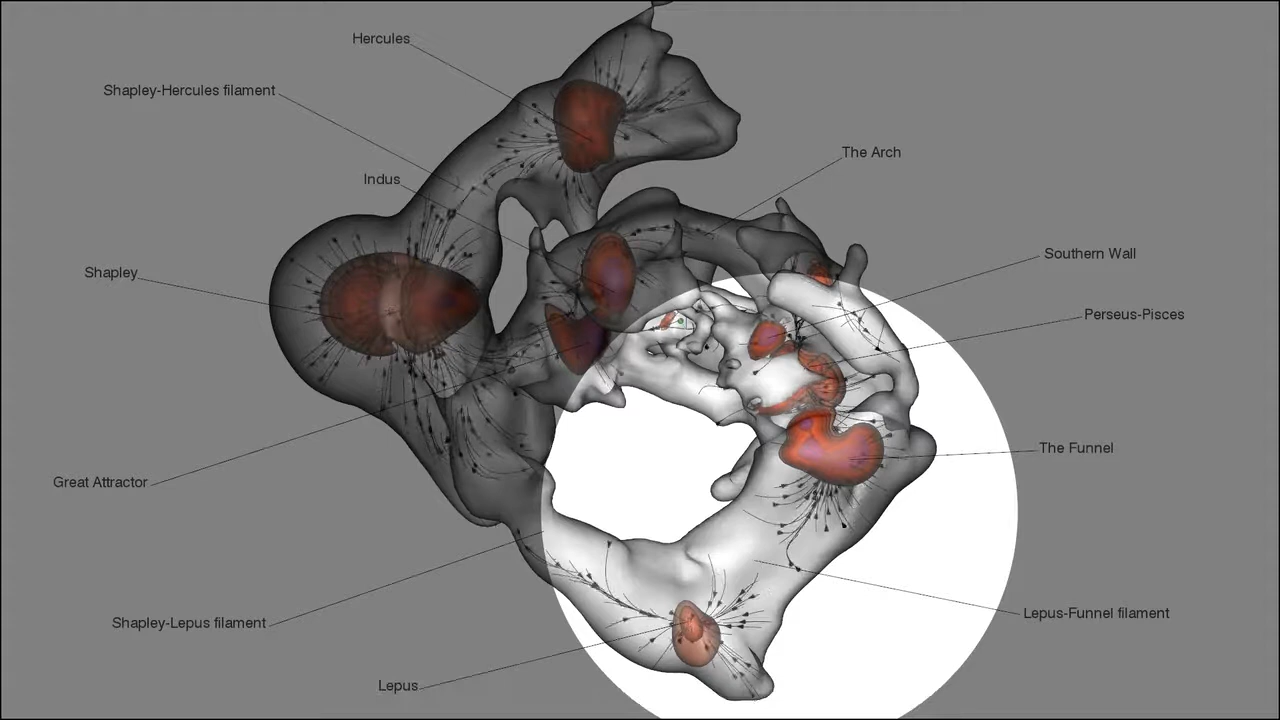 Hercules
Shapley-Hercules filament
The Arch
Indus
Southern Wall
Shapley
Perseus-Pisces
The Funnel
Great Attractor
Lepus-Funnel filament
Shapley-Lepus filament
Lepus